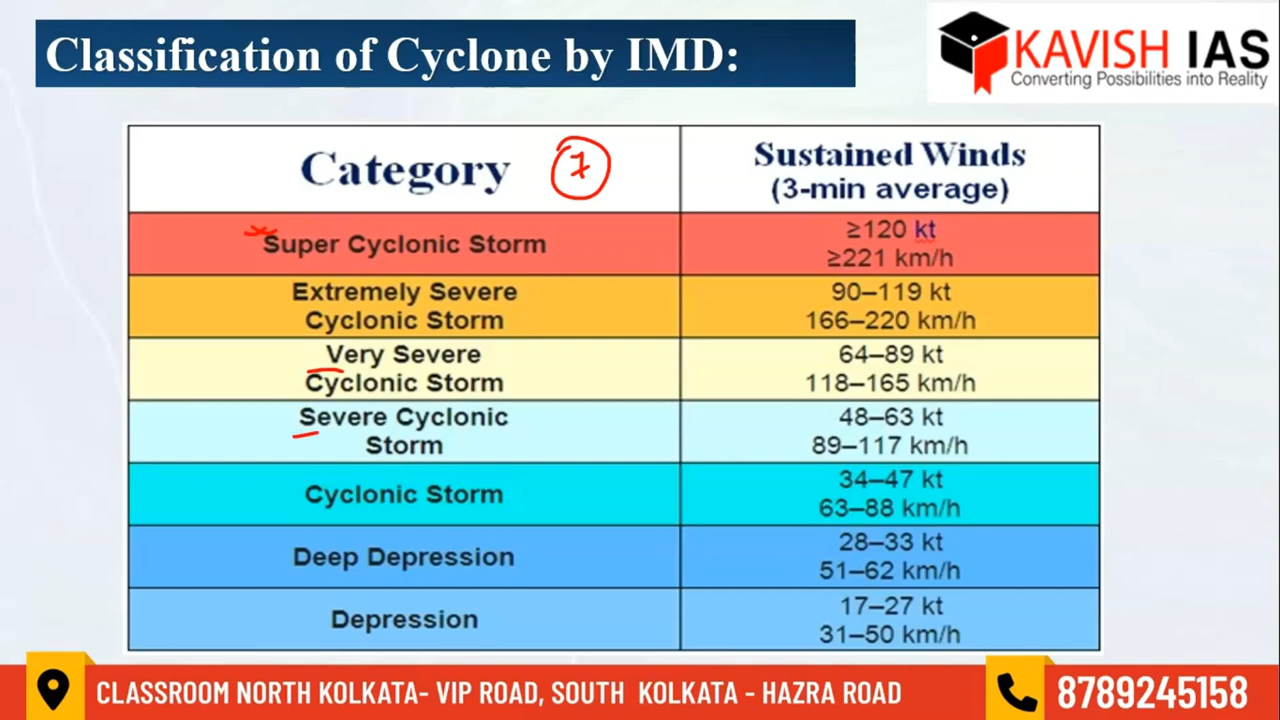 Classification of Cyclone by IMD:
KAVISH IAS
Converting Possibilities into Reality
Category 7
Sustained Winds
(3-min average)
Super Cyclonic Storm
≥120 kt
≥221 km/h
Extremely Severe
Cyclonic Storm
90–119 kt
166–220 km/h
Very Severe
Cyclonic Storm
64–89 kt
118–165 km/h
Severe Cyclonic
Storm
48–63 kt
89–117 km/h
Cyclonic Storm
34–47 kt
63–88 km/h
Deep Depression
28–33 kt
51–62 km/h
Depression
17–27 kt
31–50 km/h
CLASSROOM NORTH KOLKATA- VIP ROAD, SOUTH KOLKATA - HAZRA ROAD
8789245158